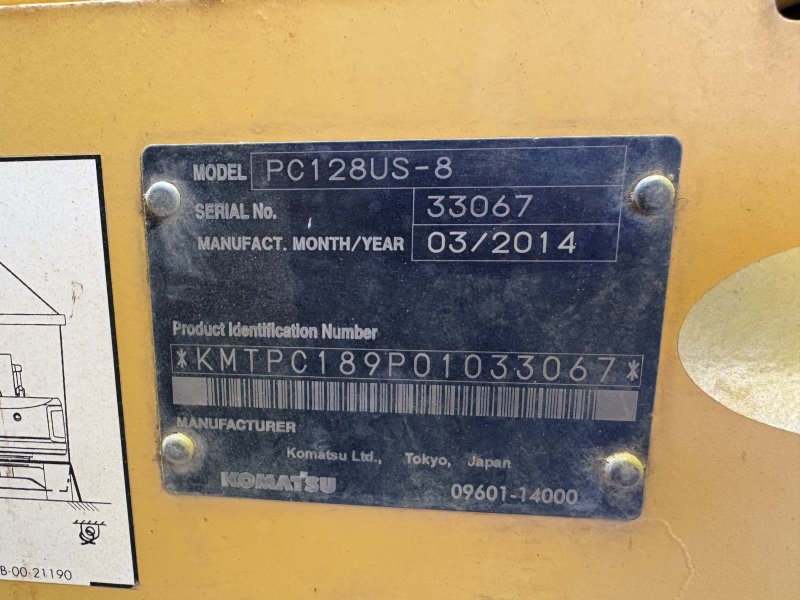 MODEL PC128US-8
SERIAL No. 33067
MANUFACT. MONTH/YEAR 03/2014
Product Identification Number
*KMTPC189P01033067*
MANUFACTURER
Komatsu Ltd., Tokyo, Japan
KOMATSU 09601-14000
B-00-21190